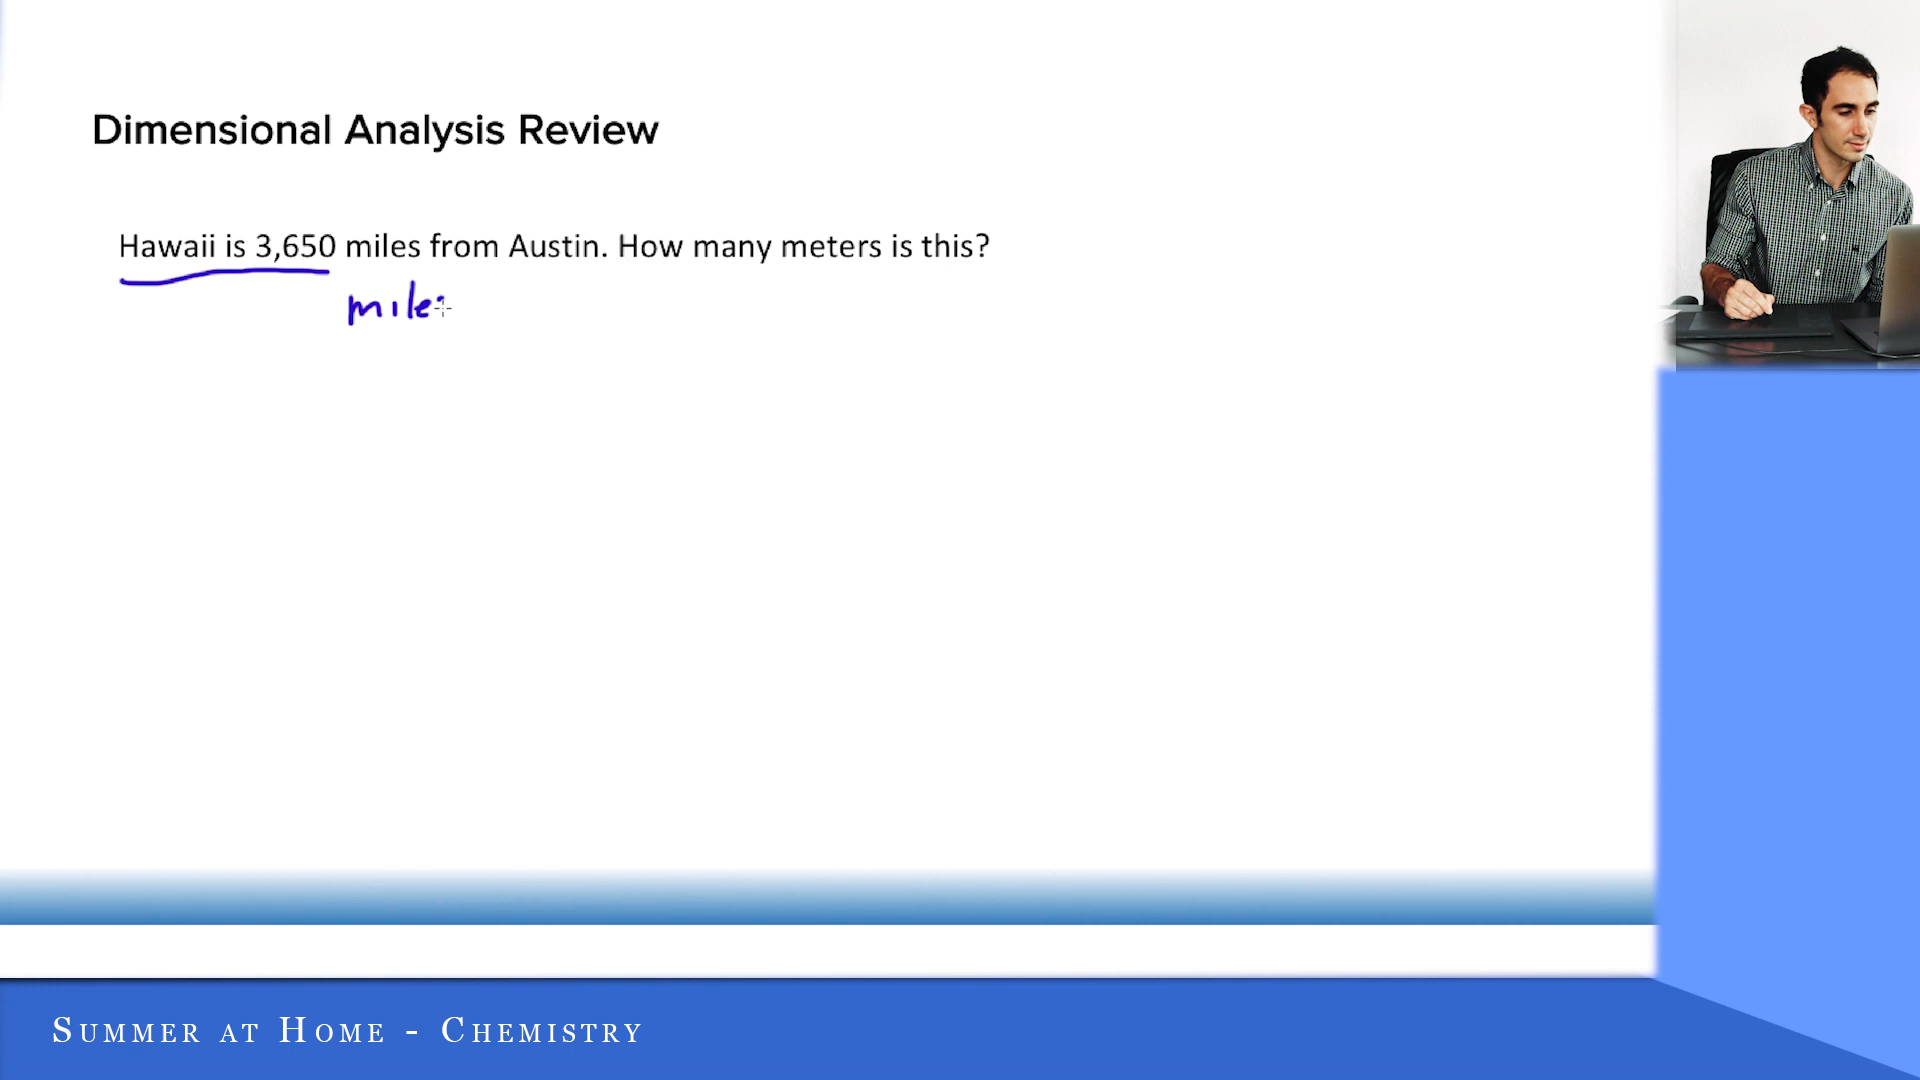 Dimensional Analysis Review
Hawaii is 3,650 miles from Austin. How many meters is this?
mile
SUMMER AT HOME - CHEMISTRY